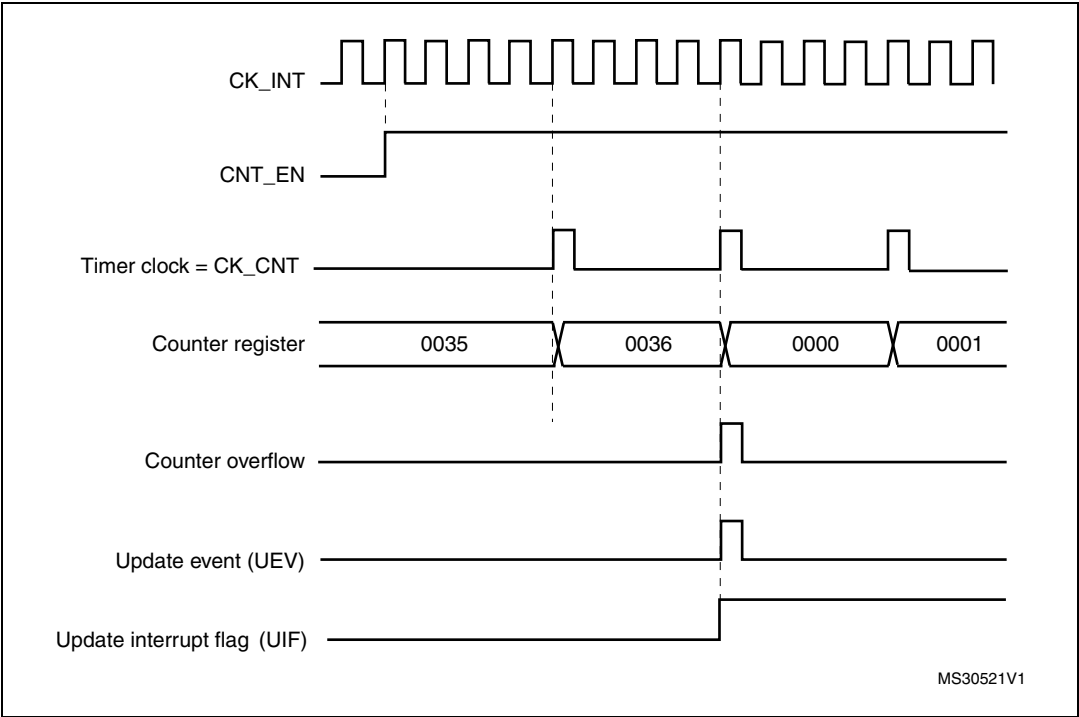 CK_INT
CNT_EN
Timer clock = CK_CNT
Counter register 0035 0036 0000 0001
Counter overflow
Update event (UEV)
Update interrupt flag (UIF)
MS30521V1